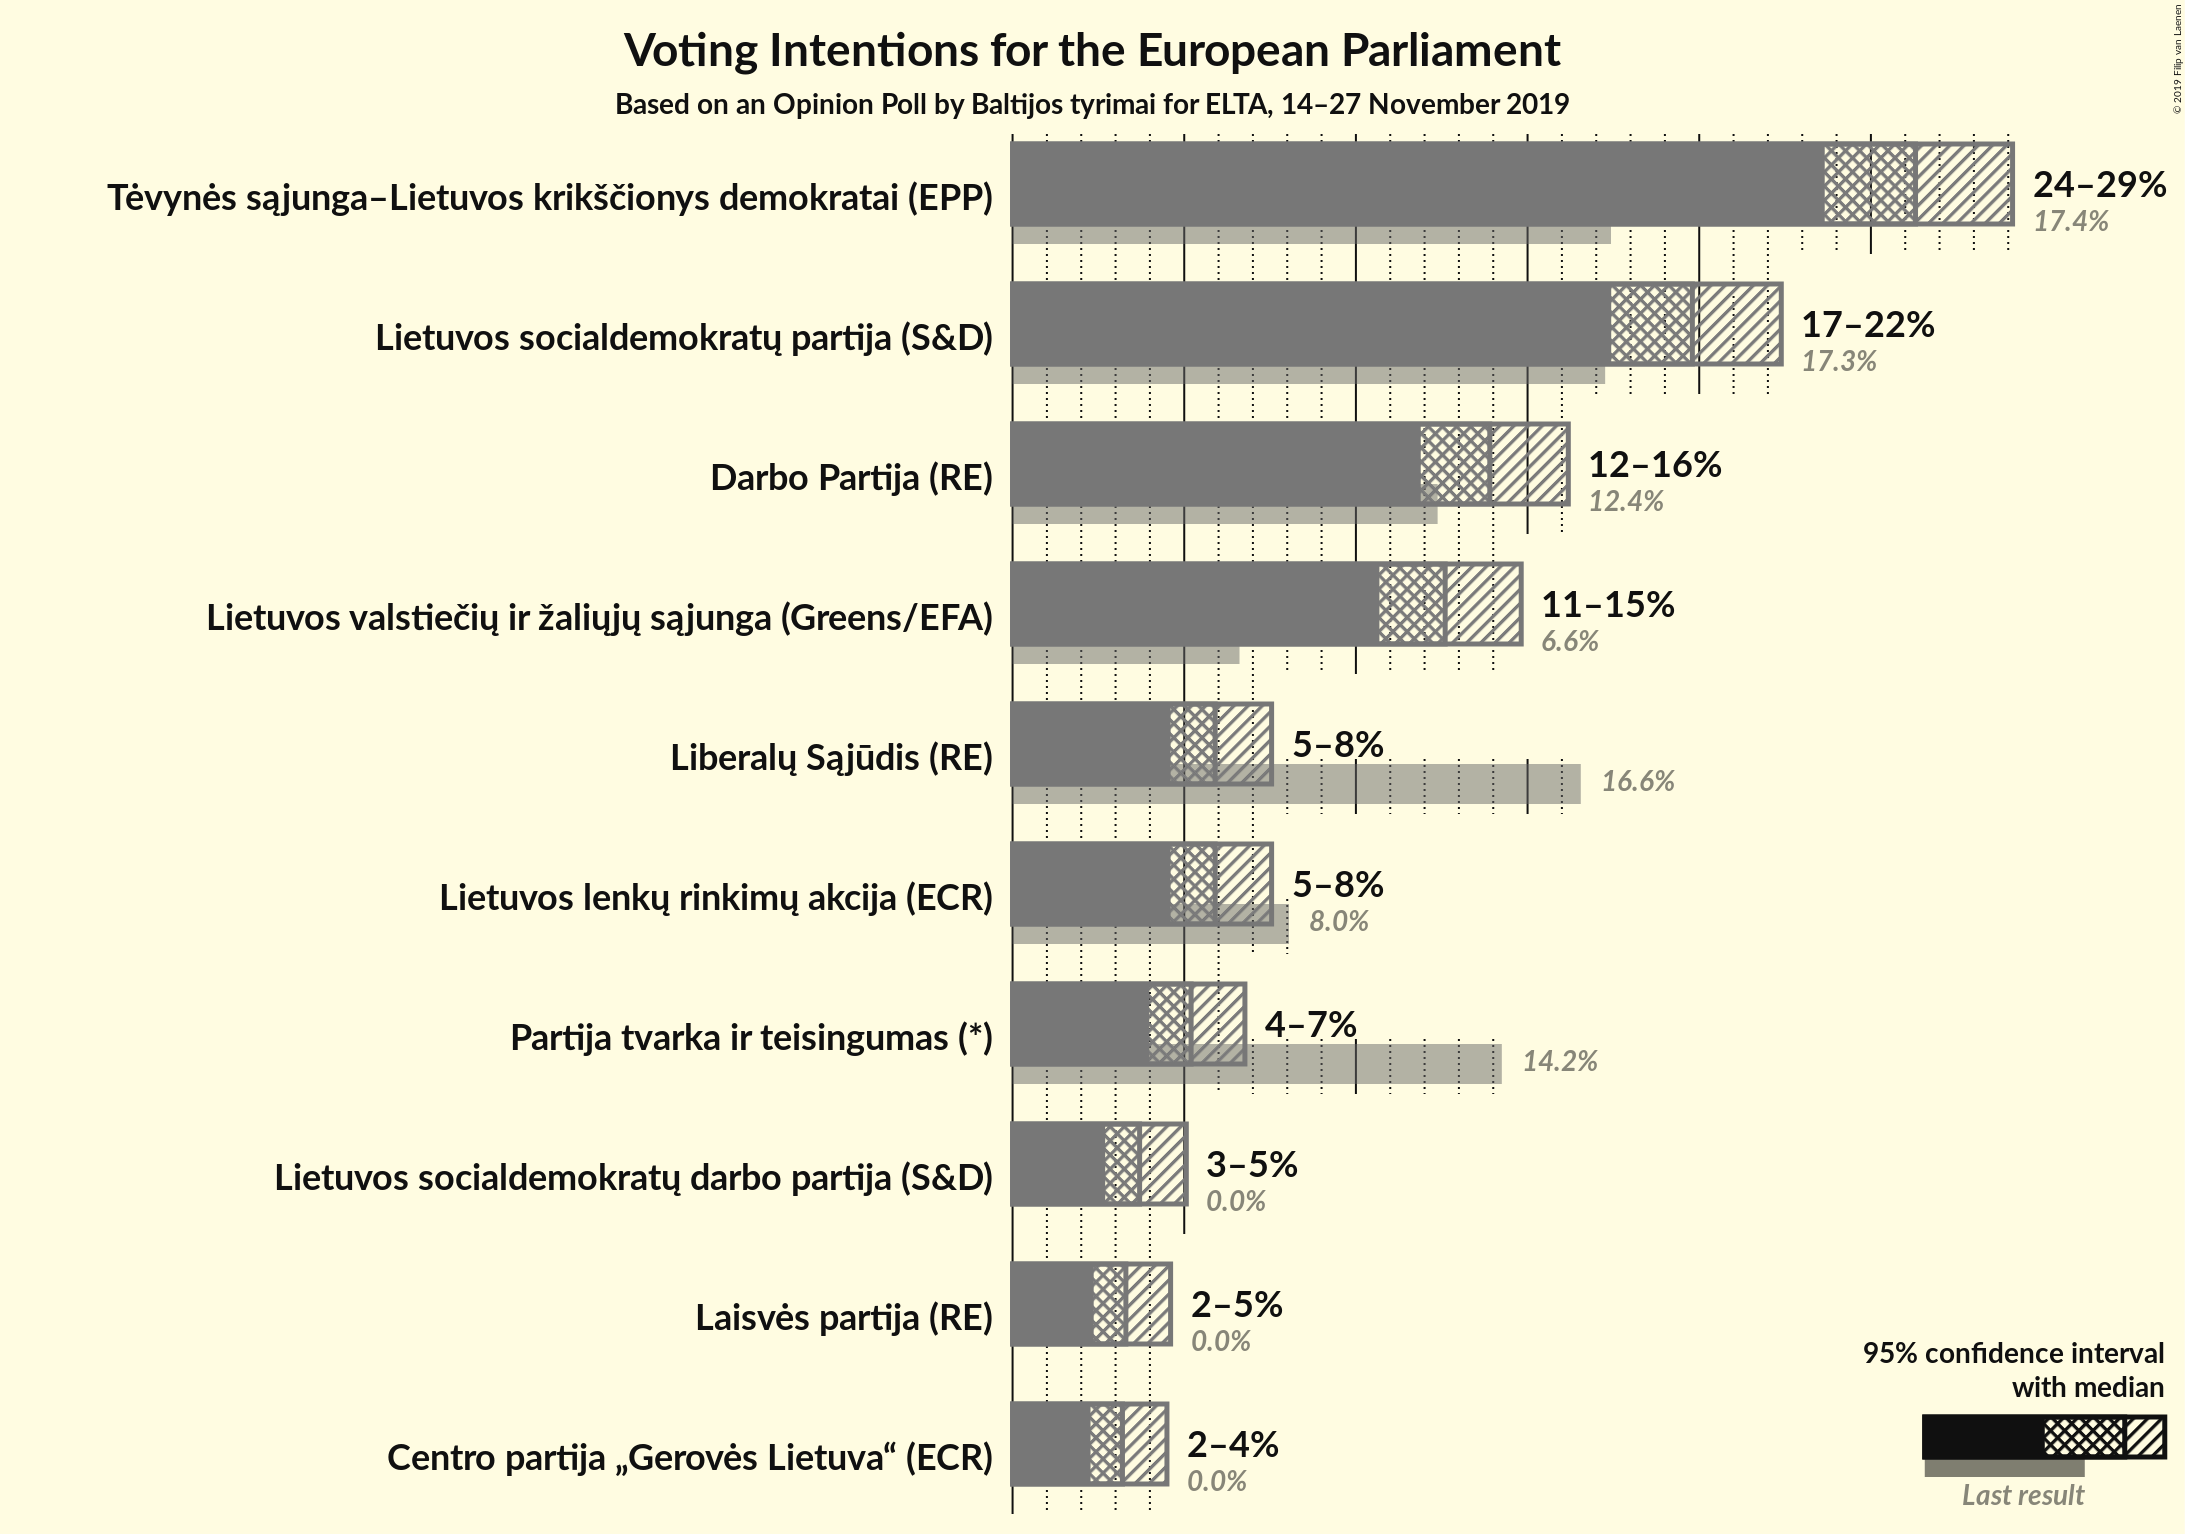 Voting Intentions for the European Parliament
Based on an Opinion Poll by Baltijos tyrimai for ELTA, 14–27 November 2019
© 2019 Filip van Laenen
Tėvynės sąjunga–Lietuvos krikščionys demokratai (EPP)
24–29%
17.4%
Lietuvos socialdemokratų partija (S&D)
17–22%
17.3%
Darbo Partija (RE)
12–16%
12.4%
Lietuvos valstiečių ir žaliųjų sąjunga (Greens/EFA)
11–15%
6.6%
Liberalų Sąjūdis (RE)
5–8%
16.6%
Lietuvos lenkų rinkimų akcija (ECR)
5–8%
8.0%
Partija tvarka ir teisingumas (*)
4–7%
14.2%
Lietuvos socialdemokratų darbo partija (S&D)
3–5%
0.0%
Laisvės partija (RE)
2–5%
0.0%
Centro partija „Gerovės Lietuva“ (ECR)
2–4%
0.0%
95% confidence interval
with median
Last result